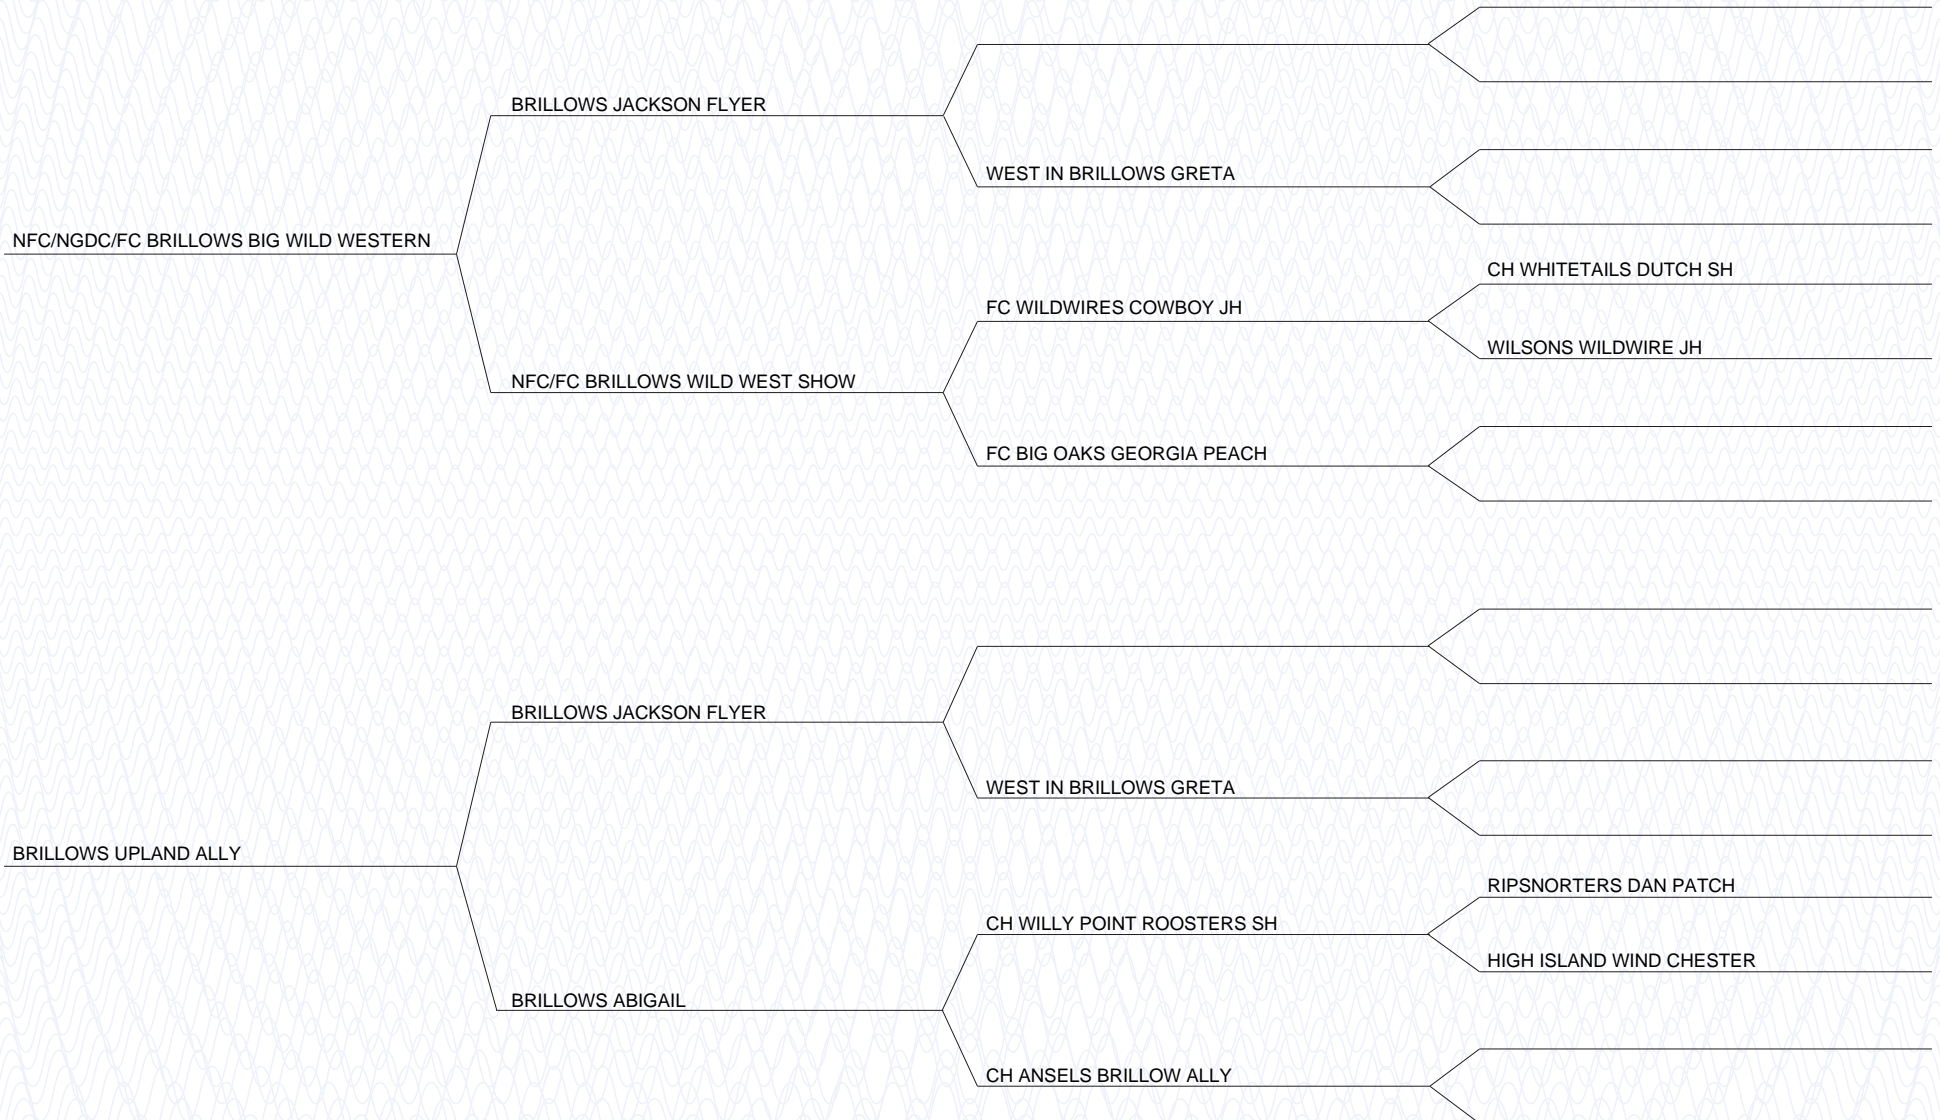 BRILLOWS JACKSON FLYER
WEST IN BRILLOWS GRETA
NFC/NGDC/FC BRILLOWS BIG WILD WESTERN
CH WHITETAILS DUTCH SH
FC WILDWIRES COWBOY JH
WILSONS WILDWIRE JH
NFC/FC BRILLOWS WILD WEST SHOW
FC BIG OAKS GEORGIA PEACH
BRILLOWS JACKSON FLYER
WEST IN BRILLOWS GRETA
BRILLOWS UPLAND ALLY
RIPSNORTERS DAN PATCH
CH WILLY POINT ROOSTERS SH
HIGH ISLAND WIND CHESTER
BRILLOWS ABIGAIL
CH ANSELS BRILLOW ALLY